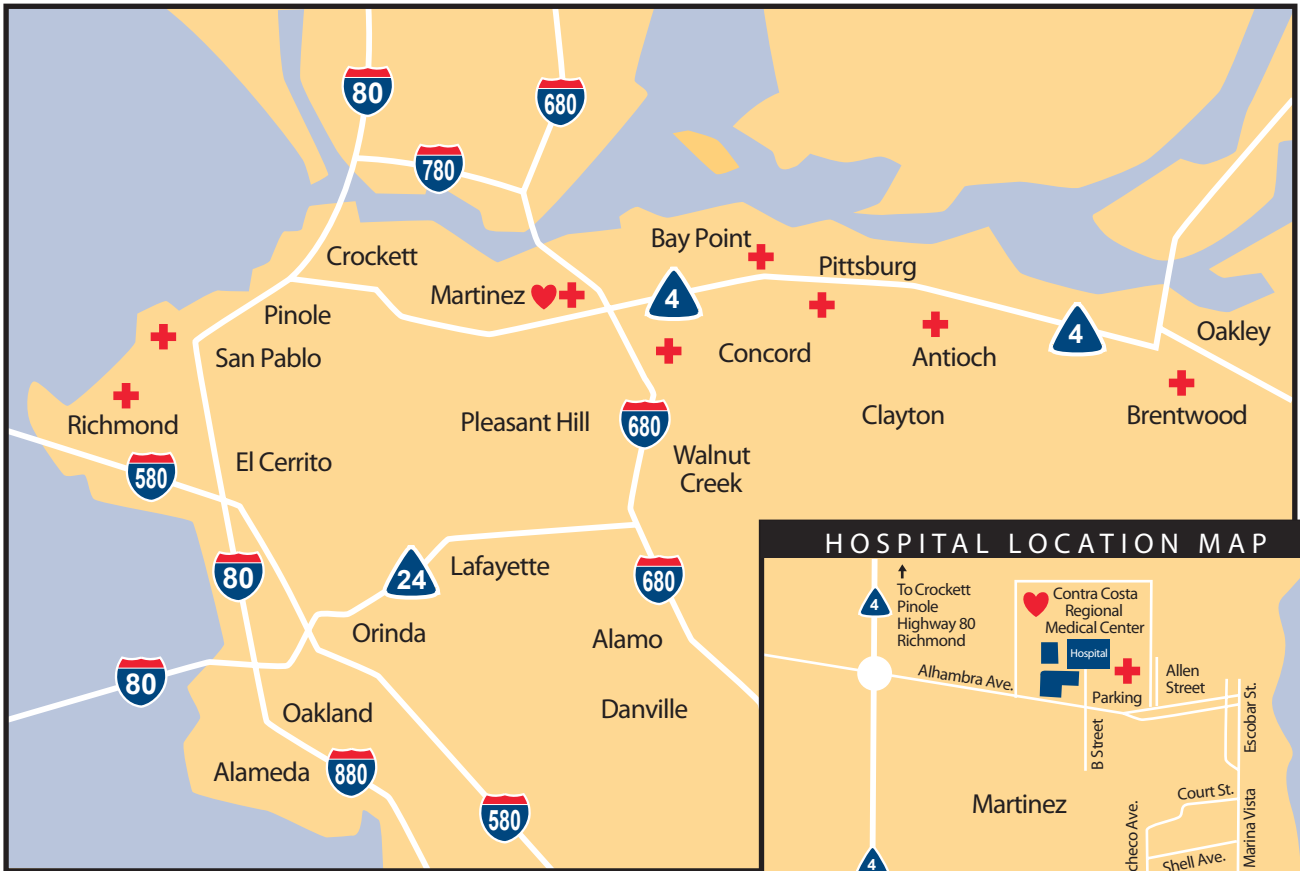 80
680
780
Crockett
Bay Point
Pittsburg
Martinez
4
4
Pinole
San Pablo
Concord
Antioch
Oakley
Richmond
Pleasant Hill
680
Clayton
Brentwood
El Cerrito
580
Walnut
Creek
80
24
Lafayette
680
Orinda
Alamo
80
Oakland
Danville
Alameda
880
580
HOSPITAL LOCATION MAP
4
To Crockett
Pinole
Highway 80
Richmond
Contra Costa
Regional
Medical Center
Hospital
Alhambra Ave.
Parking
Allen
Street
B Street
Escobar St.
Martinez
Court St.
Marina Vista
checo Ave.
Shell Ave.
4